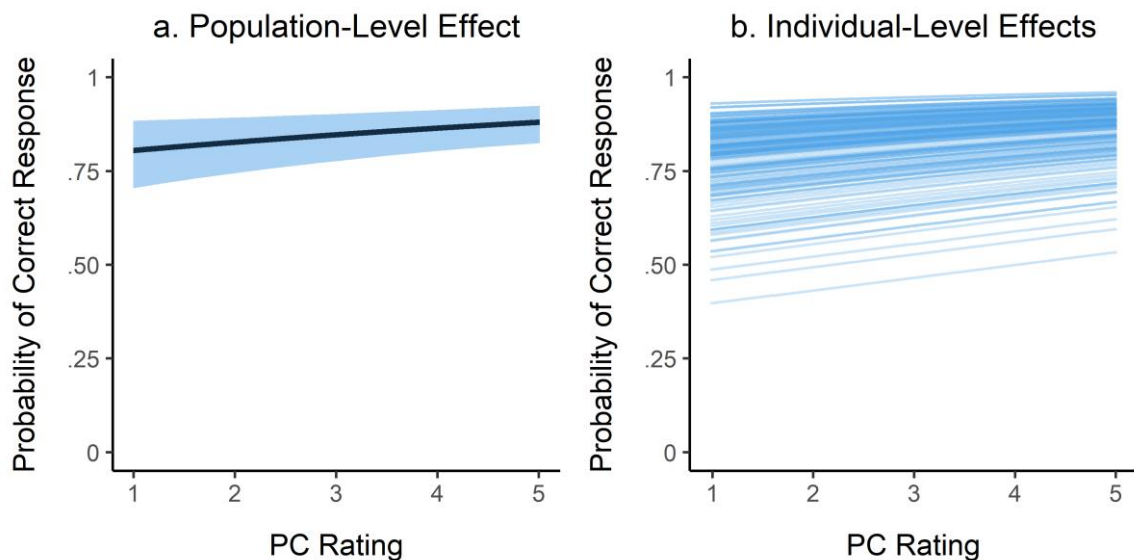 a. Population-Level Effect
Probability of Correct Response
1
.75
.50
.25
0
1 2 3 4 5
PC Rating
b. Individual-Level Effects
Probability of Correct Response
1
.75
.50
.25
0
1 2 3 4 5
PC Rating